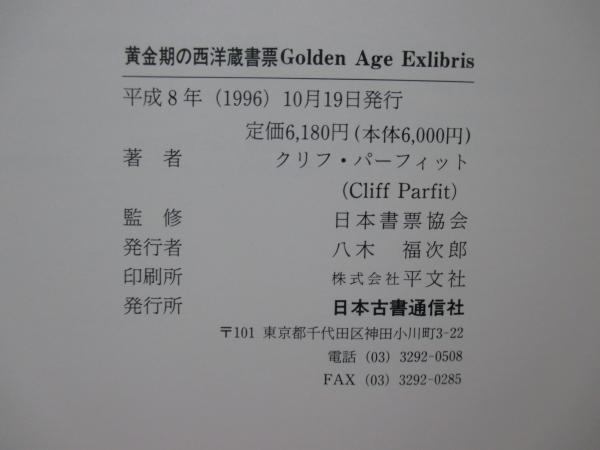 黄金期の西洋蔵書票Golden Age Exlibris
平成8年（1996）10月19日発行
定価6,180円(本体6,000円)
著者 クリフ・パーフィット
(Cliff Parfit)
監修 日本書票協会
発行者 八木 福次郎
印刷所 株式会社平文社
発行所 日本古書通信社
〒101 東京都千代田区神田小川町3-22
電話 (03) 3292-0508
FAX (03) 3292-0285